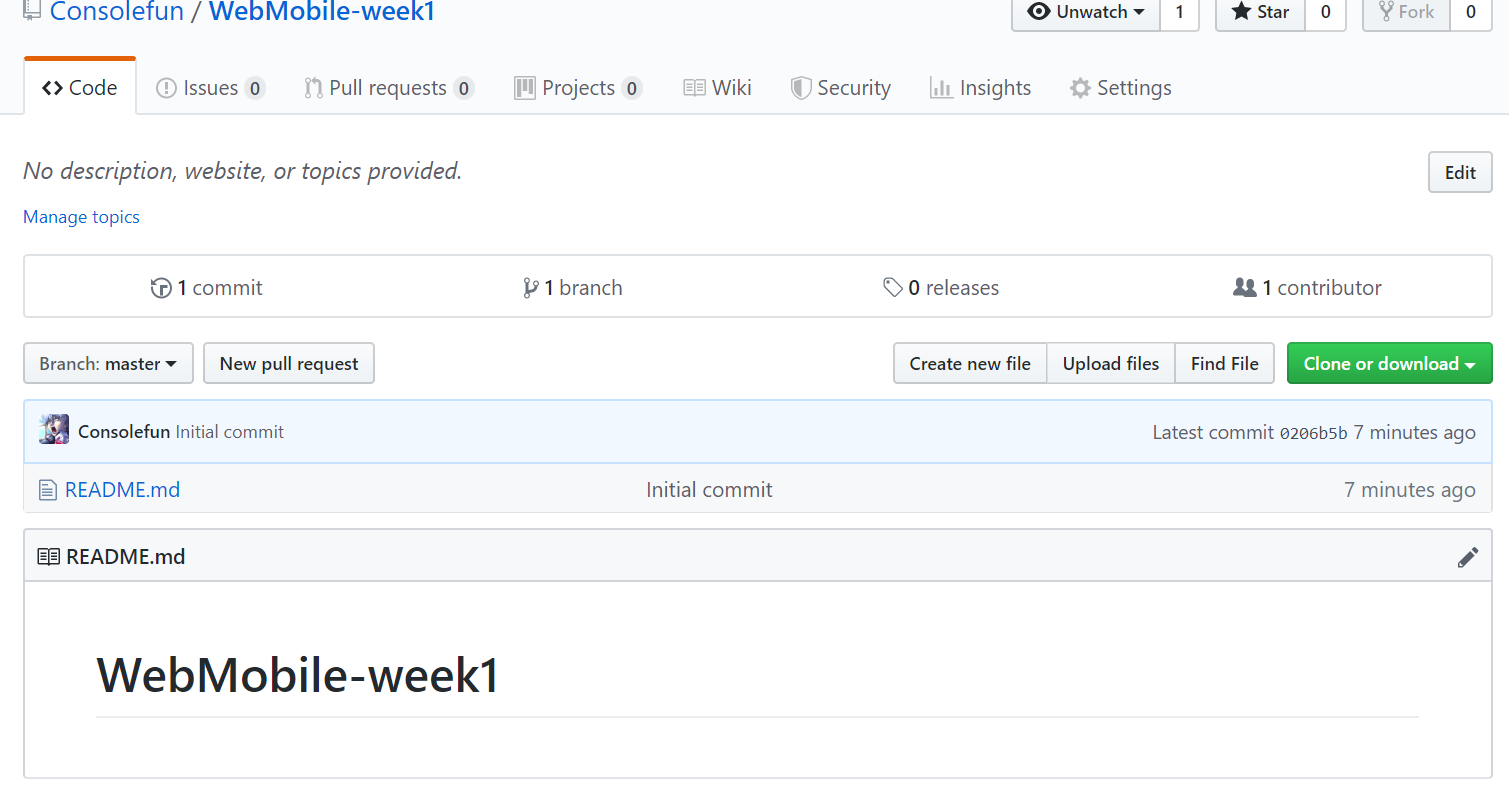 Consolefun / WebMobile-week1
Unwatch 1 Star 0 Fork 0
Code Issues 0 Pull requests 0 Projects 0 Wiki Security Insights Settings
No description, website, or topics provided.
Edit
Manage topics
1 commit 1 branch 0 releases 1 contributor
Branch: master New pull request Create new file Upload files Find File Clone or download
Consolefun Initial commit Latest commit 0206b5b 7 minutes ago
README.md Initial commit 7 minutes ago
README.md
WebMobile-week1